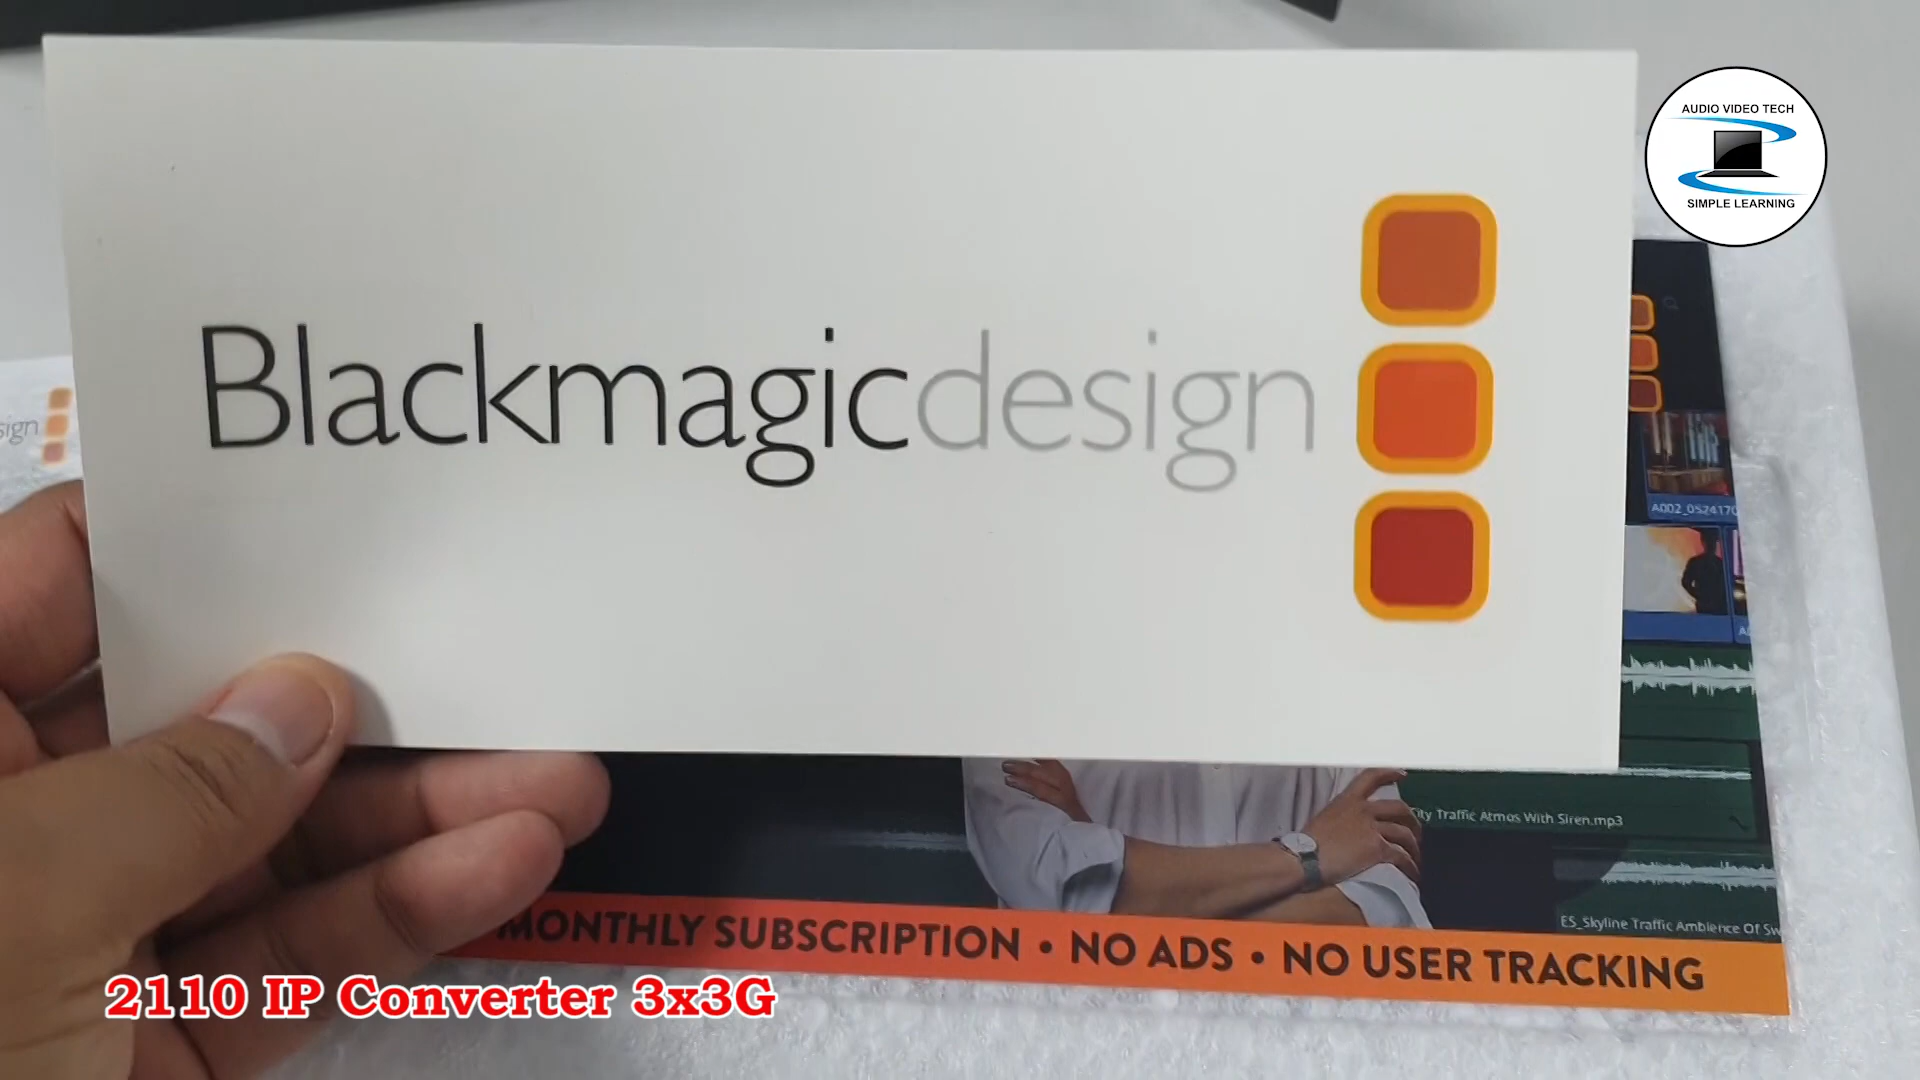 AUDIO VIDEO TECH
SIMPLE LEARNING
Blackmagicdesign
sign
A002_0524170
City Traffic Atmos With Siren.mp3
ES_Skyline Traffic Ambience Of Sw
MONTHLY SUBSCRIPTION • NO ADS • NO USER TRACKING
2110 IP Converter 3x3G